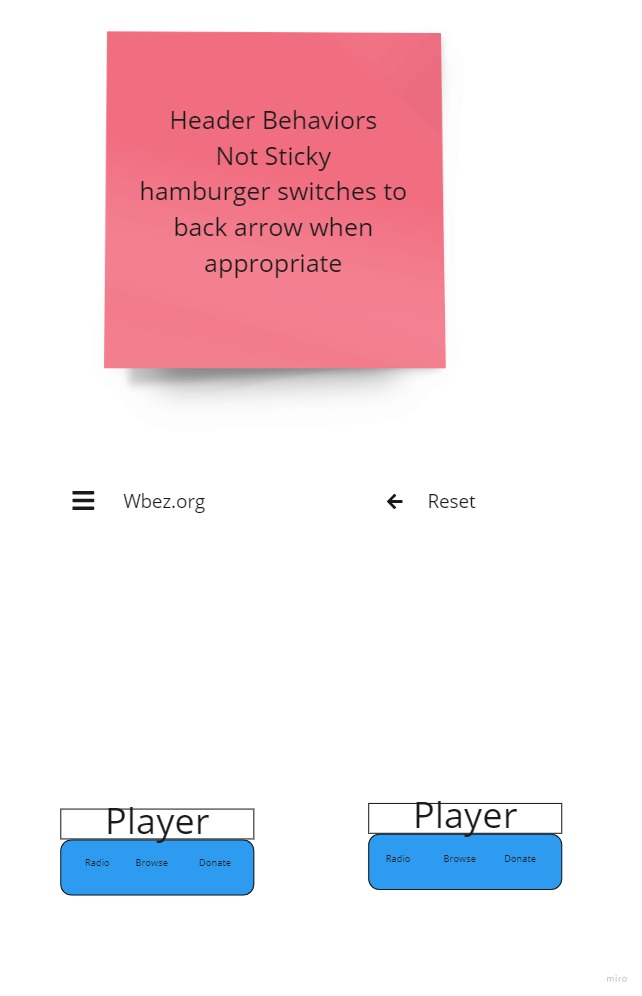 Header Behaviors
Not Sticky
hamburger switches to
back arrow when
appropriate
Wbez.org
Reset
Player
Player
Radio Browse Donate
Radio Browse Donate
miro